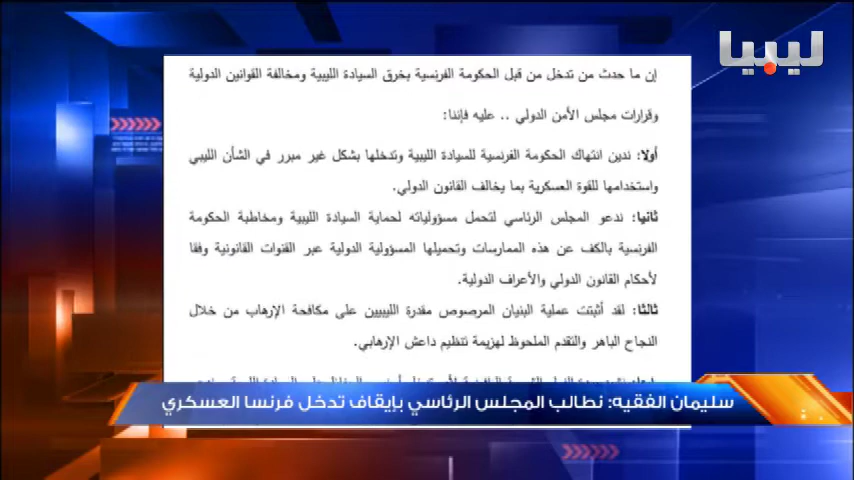 ليبيا
إن ما حدث من تدخل من قبل الحكومة الفرنسية بخرق السيادة الليبية ومخالفة القوانين الدولية
وقرارات مجلس الأمن الدولي .. عليه فإننا:
أولا: ندين انتهاك الحكومة الفرنسية للسيادة الليبية وتدخلها بشكل غير مبرر في الشأن الليبي
واستخدامها للقوة العسكرية بما يخالف القانون الدولي.
ثانيا: ندعو المجلس الرئاسي لتحمل مسؤولياته لحماية السيادة الليبية ومخاطبة الحكومة
الفرنسية بالكف عن هذه الممارسات وتحميلها المسؤولية الدولية عبر القنوات القانونية وفقا
لأحكام القانون الدولي والأعراف الدولية.
ثالثا: لقد أثبتت عملية البنيان المرصوص مقدرة الليبيين على مكافحة الإرهاب من خلال
النجاح الباهر والتقدم الملحوظ لهزيمة تنظيم داعش الإرهابي.
سليمان الفقيه: نطالب المجلس الرئاسي بإيقاف تدخل فرنسا العسكري